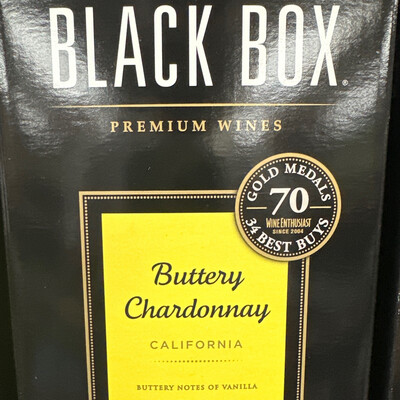 BLACK BOX®
PREMIUM WINES
GOLD MEDALS
70
WINE ENTHUSIAST
SINCE 2004
34 BEST BUYS
Buttery
Chardonnay
CALIFORNIA
BUTTERY NOTES OF VANILLA